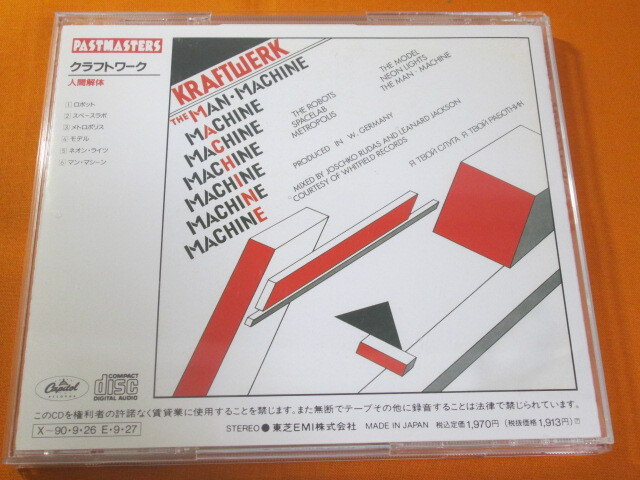 PASTMASTERS
クラフトワーク
人間解体
1 ロボット
2 スペースラボ
3 メトロポリス
4 モデル
5 ネオン・ライツ
6 マン・マシーン
KRAFTWERK
THE MAN·MACHINE
MACHINE
MACHINE
MACHINE
MACHINE
MACHINE
MACHINE
THE ROBOTS
SPACELAB
METROPOLIS
THE MODEL
NEON LIGHTS
THE MAN · MACHINE
PRODUCED IN W. GERMANY
MIXED BY JOSCHKO RUDAS AND LEANARD JACKSON
COURTESY OF WHITFIELD RECORDS
Я ТВОЙ СЛУГА Я ТВОЙ РАБОТНИК
Capitol
RECORDS
COMPACT
disc
DIGITAL AUDIO
このCDを権利者の許諾なく賃貸業に使用することを禁じます。また無断でテープその他に録音することは法律で禁じられています。
X－90・9・26 E・9・27
STEREO ● 東芝EMI株式会社 MADE IN JAPAN 税込定価1,970円 (税抜価格1,913円)